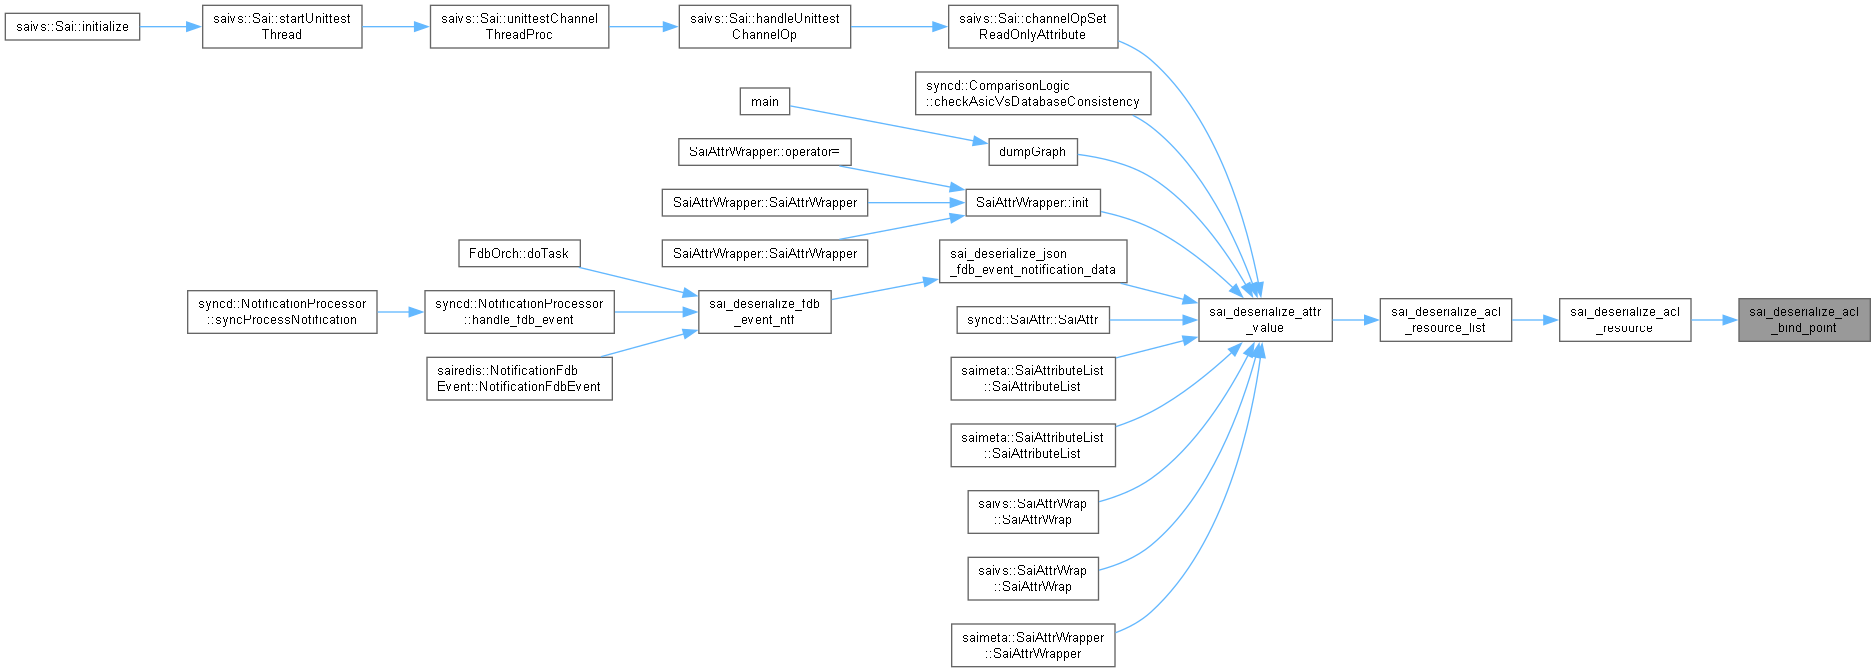 saivs::Sai::initialize
saivs::Sai::startUnittest
Thread
saivs::Sai::unittestChannel
ThreadProc
saivs::Sai::handleUnittest
ChannelOp
saivs::Sai::channelOpSet
ReadOnlyAttribute
syncd::ComparisonLogic
::checkAsicVsDatabaseConsistency
main
dumpGraph
SaiAttrWrapper::operator=
SaiAttrWrapper::SaiAttrWrapper
SaiAttrWrapper::init
SaiAttrWrapper::SaiAttrWrapper
FdbOrch::doTask
sai_deserialize_json
_fdb_event_notification_data
syncd::NotificationProcessor
::syncProcessNotification
syncd::NotificationProcessor
::handle_fdb_event
sai_deserialize_fdb
_event_ntf
syncd::SaiAttr::SaiAttr
sai_deserialize_attr
_value
sai_deserialize_acl
_resource_list
sai_deserialize_acl
_resource
sai_deserialize_acl
_bind_point
sairedis::NotificationFdb
Event::NotificationFdbEvent
saimeta::SaiAttributeList
::SaiAttributeList
saimeta::SaiAttributeList
::SaiAttributeList
saivs::SaiAttrWrap
::SaiAttrWrap
saivs::SaiAttrWrap
::SaiAttrWrap
saimeta::SaiAttrWrapper
::SaiAttrWrapper